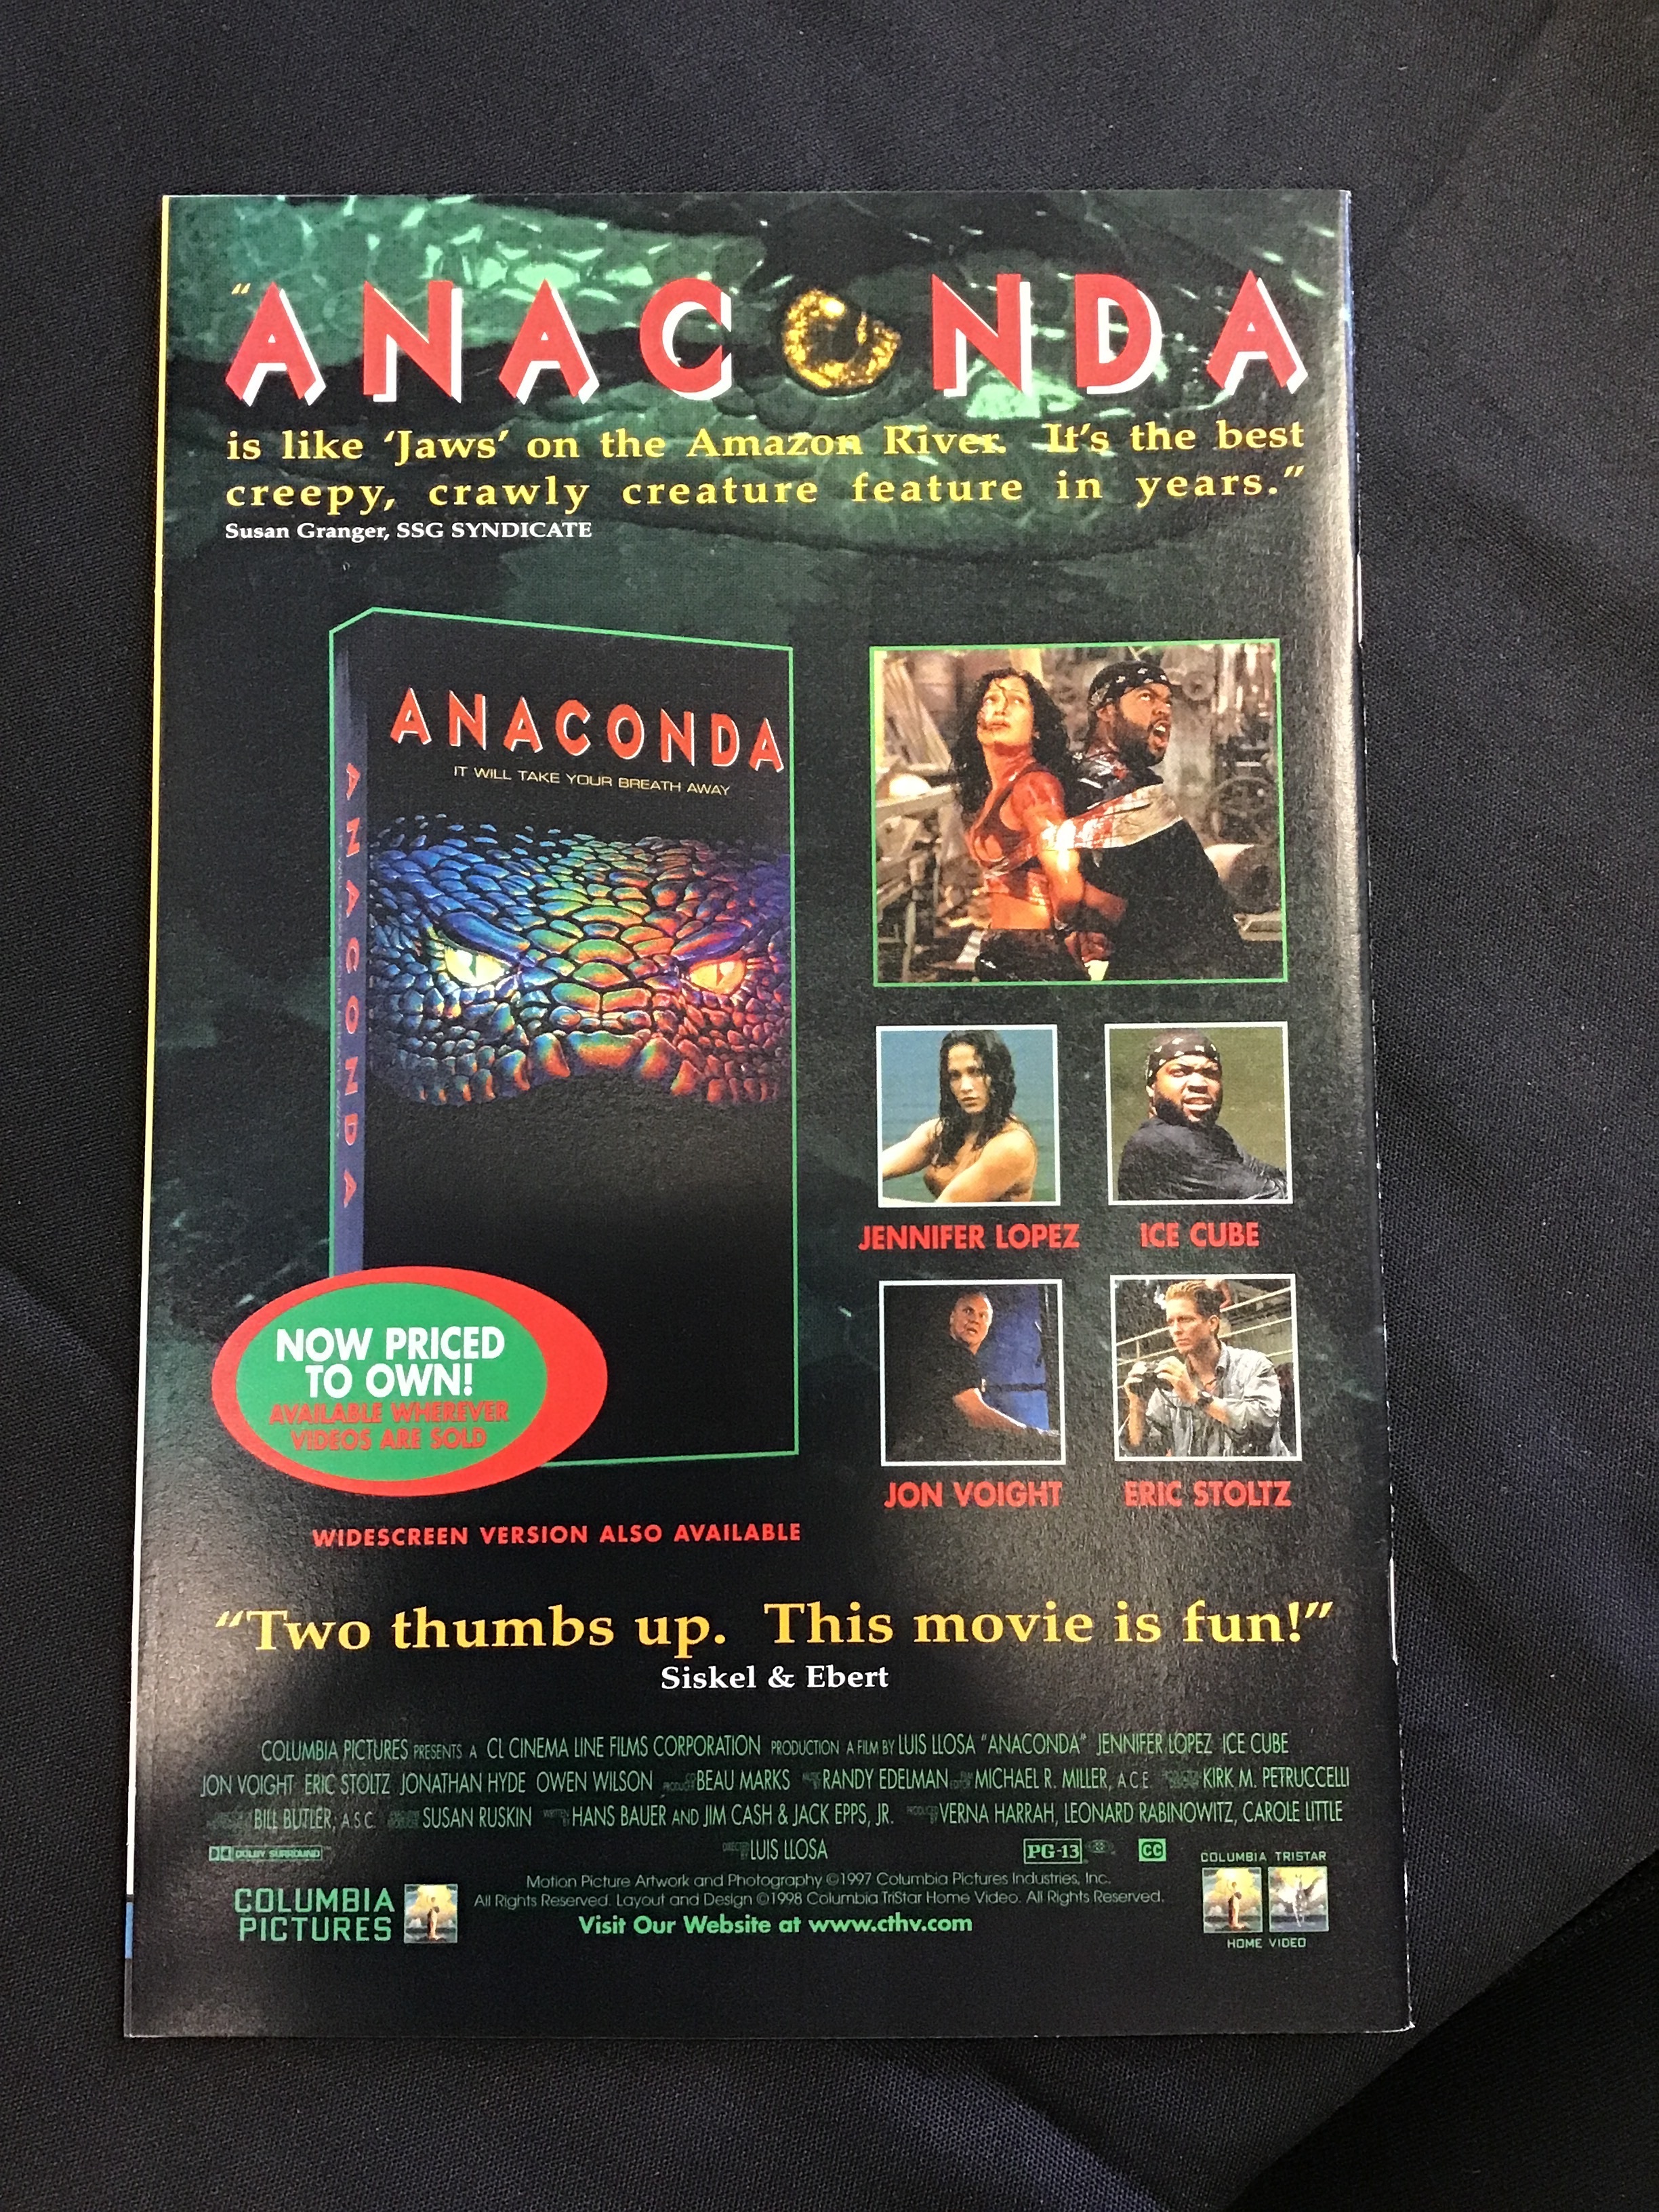 “ANACONDA
is like ‘Jaws’ on the Amazon River. It’s the best
creepy, crawly creature feature in years.”
Susan Granger, SSG SYNDICATE
ANACONDA
IT WILL TAKE YOUR BREATH AWAY
ANACONDA
NOW PRICED
TO OWN!
AVAILABLE WHEREVER
VIDEOS ARE SOLD
WIDESCREEN VERSION ALSO AVAILABLE
JENNIFER LOPEZ
ICE CUBE
JON VOIGHT
ERIC STOLTZ
“Two thumbs up. This movie is fun!”
Siskel & Ebert
COLUMBIA PICTURES PRESENTS A CL CINEMA LINE FILMS CORPORATION PRODUCTION A FILM BY LUIS LLOSA “ANACONDA” JENNIFER LOPEZ ICE CUBE
JON VOIGHT ERIC STOLTZ JONATHAN HYDE OWEN WILSON BEAU MARKS RANDY EDELMAN MICHAEL R. MILLER, A.C.E. KIRK M. PETRUCCELLI
BILL BUTLER, A.S.C. SUSAN RUSKIN HANS BAUER AND JIM CASH & JACK EPPS, JR. VERNA HARRAH, LEONARD RABINOWITZ, CAROLE LITTLE
LUIS LLOSA
DOLBY SURROUND
PG-13
CC
COLUMBIA TRISTAR
HOME VIDEO
COLUMBIA
PICTURES
Motion Picture Artwork and Photography ©1997 Columbia Pictures Industries, Inc.
All Rights Reserved. Layout and Design ©1998 Columbia TriStar Home Video. All Rights Reserved.
Visit Our Website at www.cthv.com